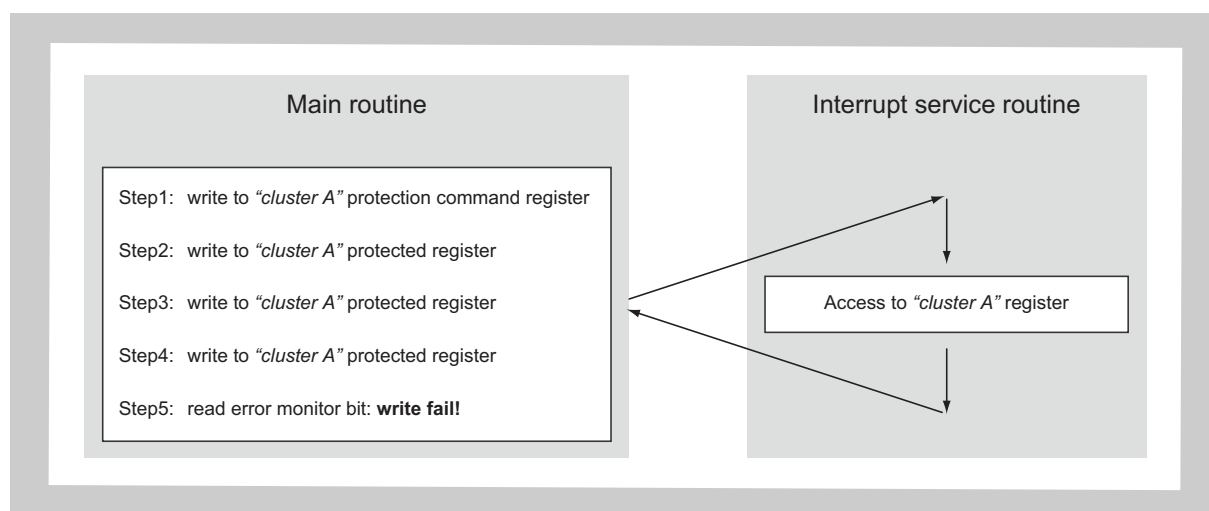 Main routine
Step1: write to “cluster A” protection command register
Step2: write to “cluster A” protected register
Step3: write to “cluster A” protected register
Step4: write to “cluster A” protected register
Step5: read error monitor bit: write fail!
Interrupt service routine
Access to “cluster A” register